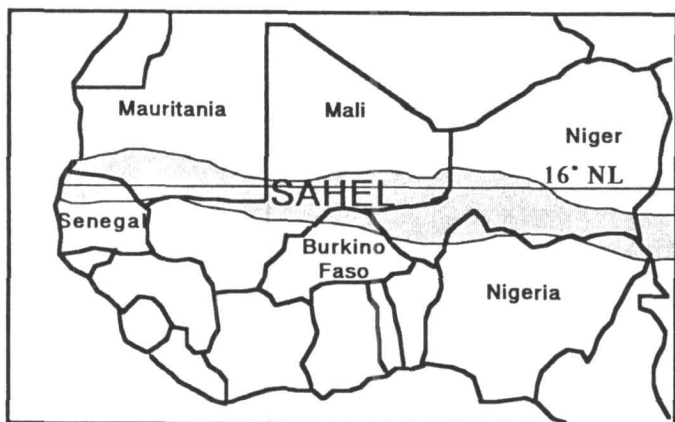 Mauritania
Mali
Niger
16° NL
SAHEL
Senegal
Burkino
Faso
Nigeria